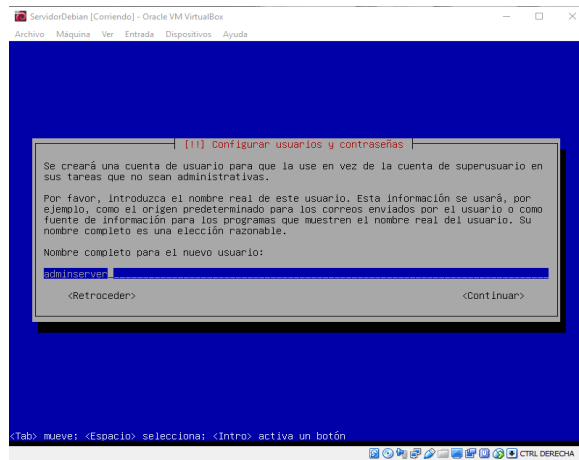 ServidorDebian [Corriendo] - Oracle VM VirtualBox
Archivo Máquina Ver Entrada Dispositivos Ayuda
[!!] Configurar usuarios y contraseñas
Se creará una cuenta de usuario para que la use en vez de la cuenta de superusuario en
sus tareas que no sean administrativas.
Por favor, introduzca el nombre real de este usuario. Esta información se usará, por
ejemplo, como el origen predeterminado para los correos enviados por el usuario o como
fuente de información para los programas que muestren el nombre real del usuario. Su
nombre completo es una elección razonable.
Nombre completo para el nuevo usuario:
adminserver
<Retroceder> <Continuar>
<Tab> mueve; <Espacio> selecciona; <Intro> activa un botón
CTRL DERECHA